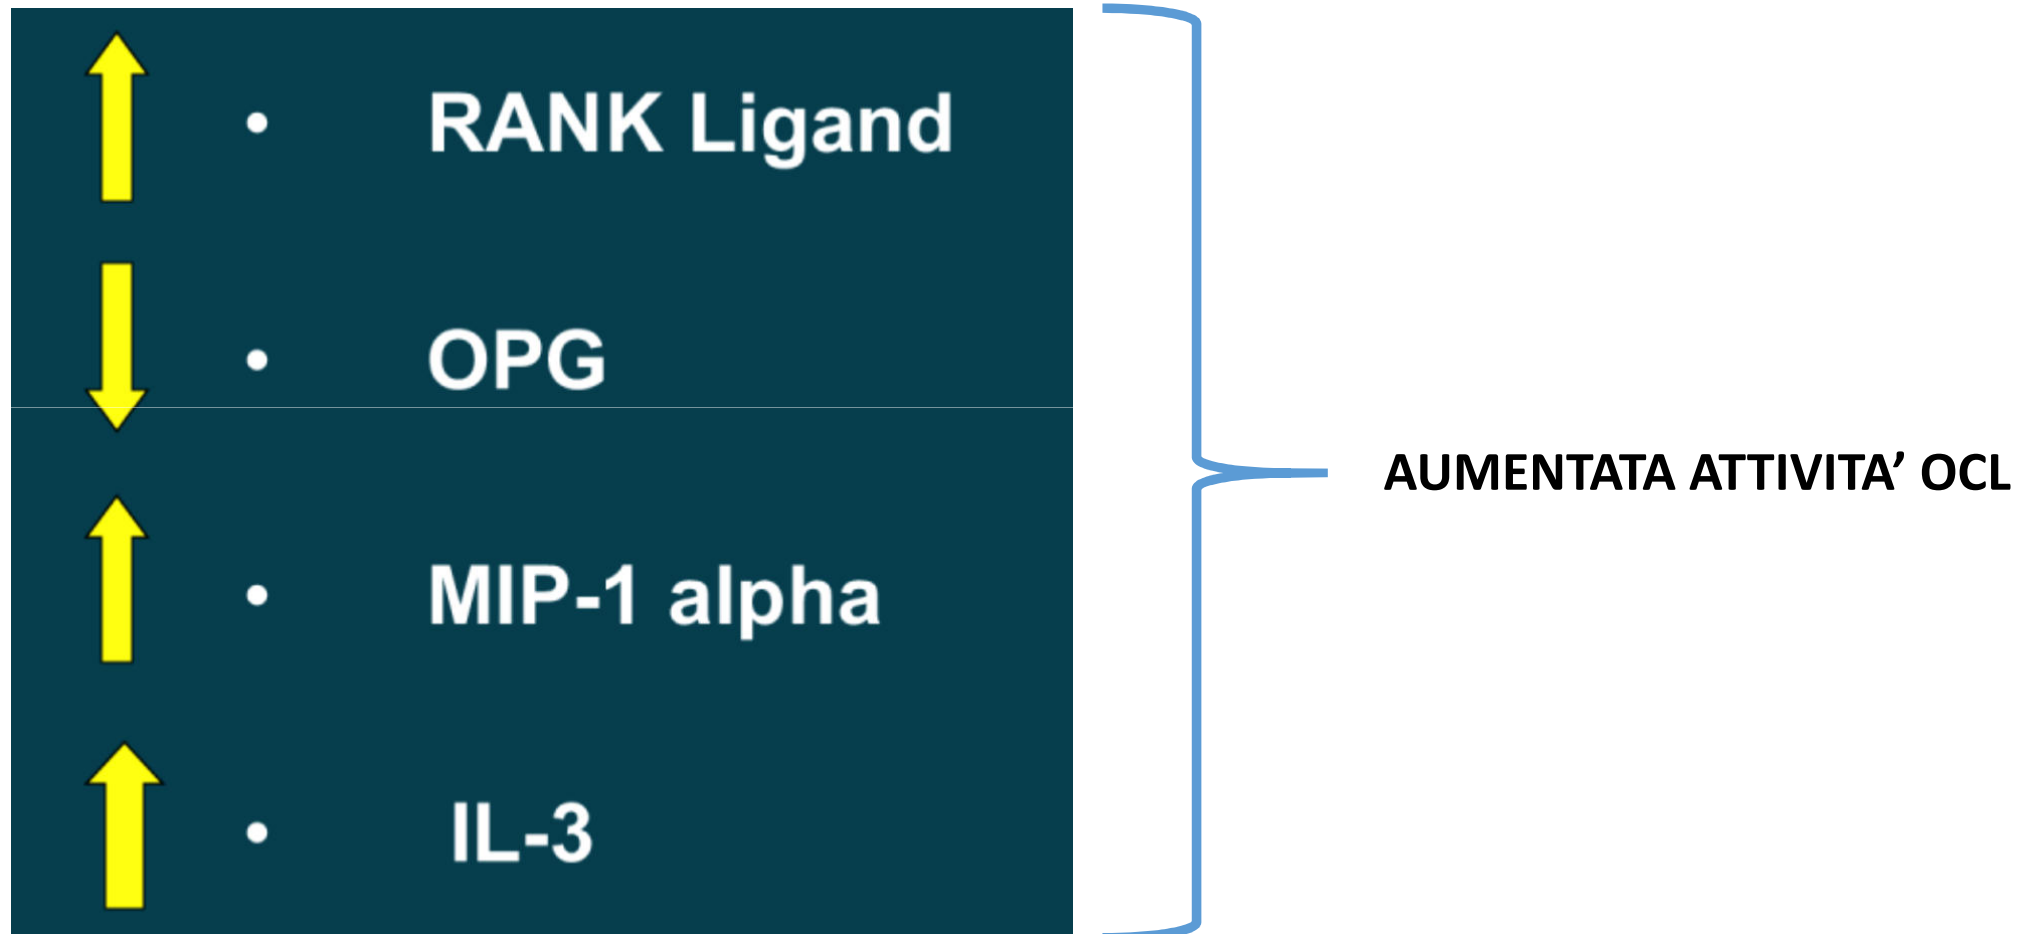 • RANK Ligand
• OPG
• MIP-1 alpha
• IL-3
AUMENTATA ATTIVITA’ OCL